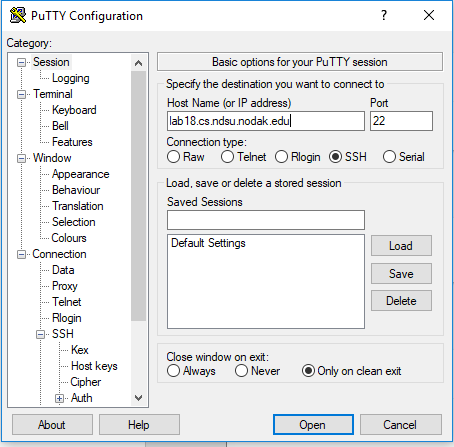 PuTTY Configuration
?
Category:
Session
Logging
Terminal
Keyboard
Bell
Features
Window
Appearance
Behaviour
Translation
Selection
Colours
Connection
Data
Proxy
Telnet
Rlogin
SSH
Kex
Host keys
Cipher
Auth
Basic options for your PuTTY session
Specify the destination you want to connect to
Host Name (or IP address) Port
lab18.cs.ndsu.nodak.edu 22
Connection type:
Raw Telnet Rlogin SSH Serial
Load, save or delete a stored session
Saved Sessions
Default Settings
Load
Save
Delete
Close window on exit:
Always Never Only on clean exit
About Help Open Cancel